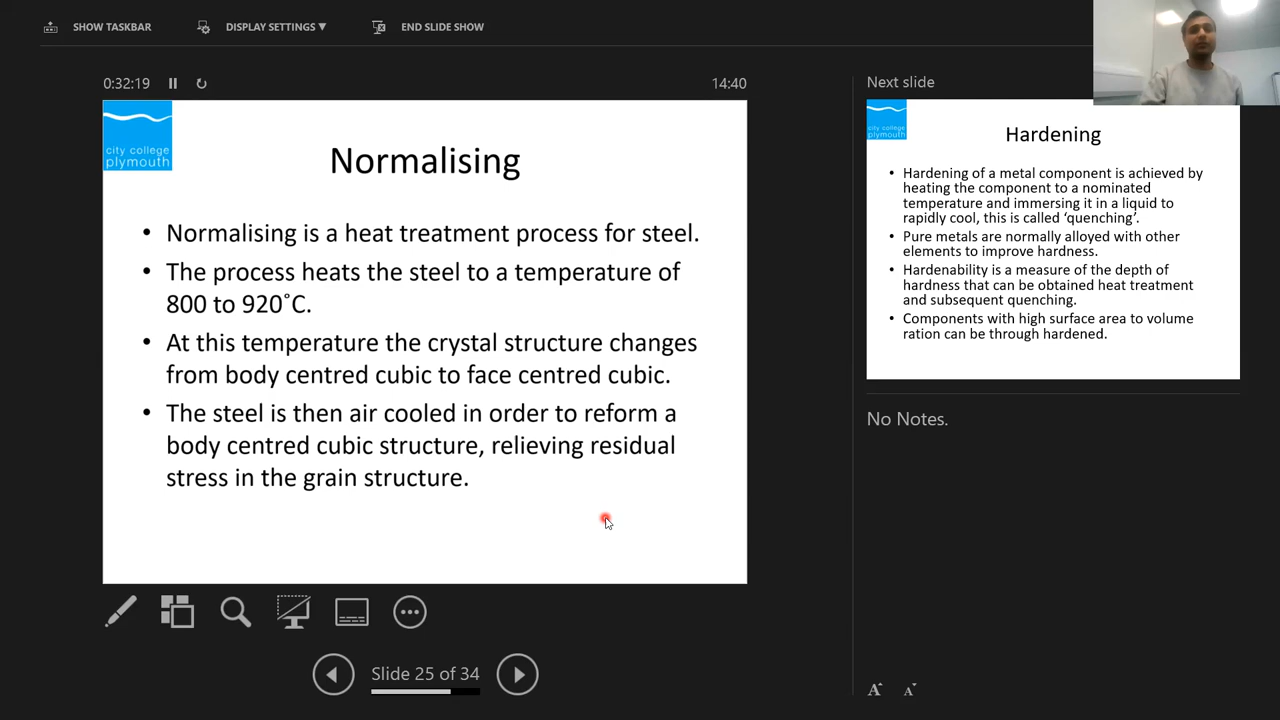 SHOW TASKBAR
DISPLAY SETTINGS ▼
END SLIDE SHOW
0:32:19
14:40
city college
plymouth
Normalising
• Normalising is a heat treatment process for steel.
• The process heats the steel to a temperature of
800 to 920˚C.
• At this temperature the crystal structure changes
from body centred cubic to face centred cubic.
• The steel is then air cooled in order to reform a
body centred cubic structure, relieving residual
stress in the grain structure.
Slide 25 of 34
Next slide
city college
plymouth
Hardening
• Hardening of a metal component is achieved by
heating the component to a nominated
temperature and immersing it in a liquid to
rapidly cool, this is called ‘quenching’.
• Pure metals are normally alloyed with other
elements to improve hardness.
• Hardenability is a measure of the depth of
hardness that can be obtained heat treatment
and subsequent quenching.
• Components with high surface area to volume
ration can be through hardened.
No Notes.
A A